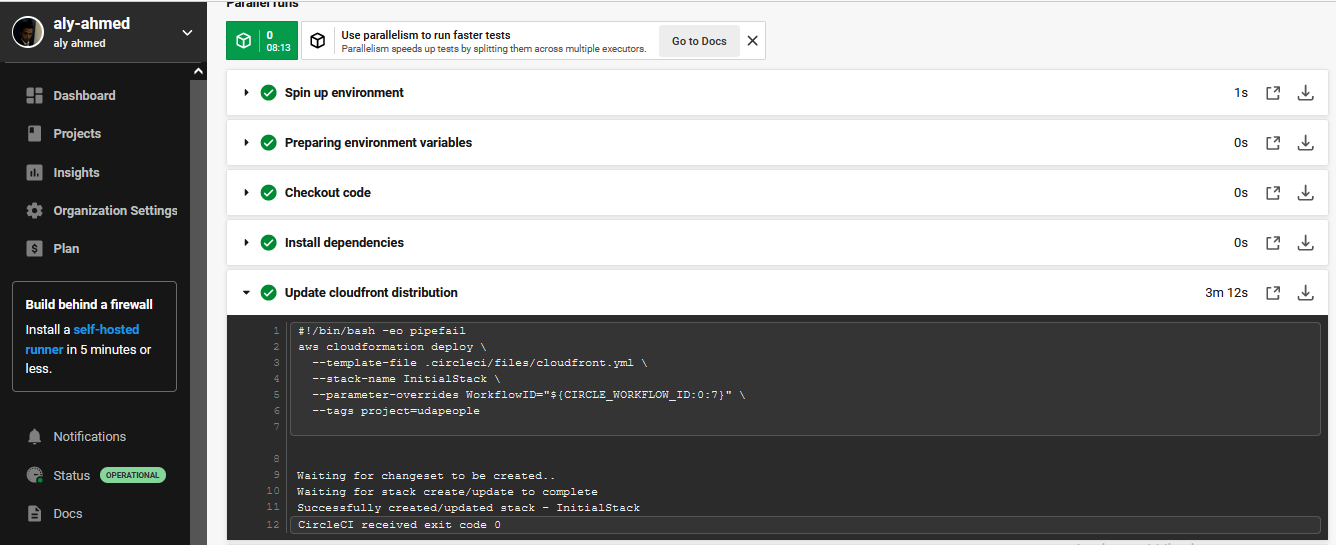 aly-ahmed
aly ahmed
Dashboard
Projects
Insights
Organization Settings
Plan
Build behind a firewall
Install a self-hosted
runner in 5 minutes or
less.
Notifications
Status OPERATIONAL
Docs
Parallel runs
0
08:13
Use parallelism to run faster tests
Parallelism speeds up tests by splitting them across multiple executors.
Go to Docs
Spin up environment 1s
Preparing environment variables 0s
Checkout code 0s
Install dependencies 0s
Update cloudfront distribution 3m 12s
1 #!/bin/bash -eo pipefail
2 aws cloudformation deploy \
3 --template-file .circleci/files/cloudfront.yml \
4 --stack-name InitialStack \
5 --parameter-overrides WorkflowID="${CIRCLE_WORKFLOW_ID:0:7}" \
6 --tags project=udapeople
7
8
9 Waiting for changeset to be created..
10 Waiting for stack create/update to complete
11 Successfully created/updated stack - InitialStack
12 CircleCI received exit code 0